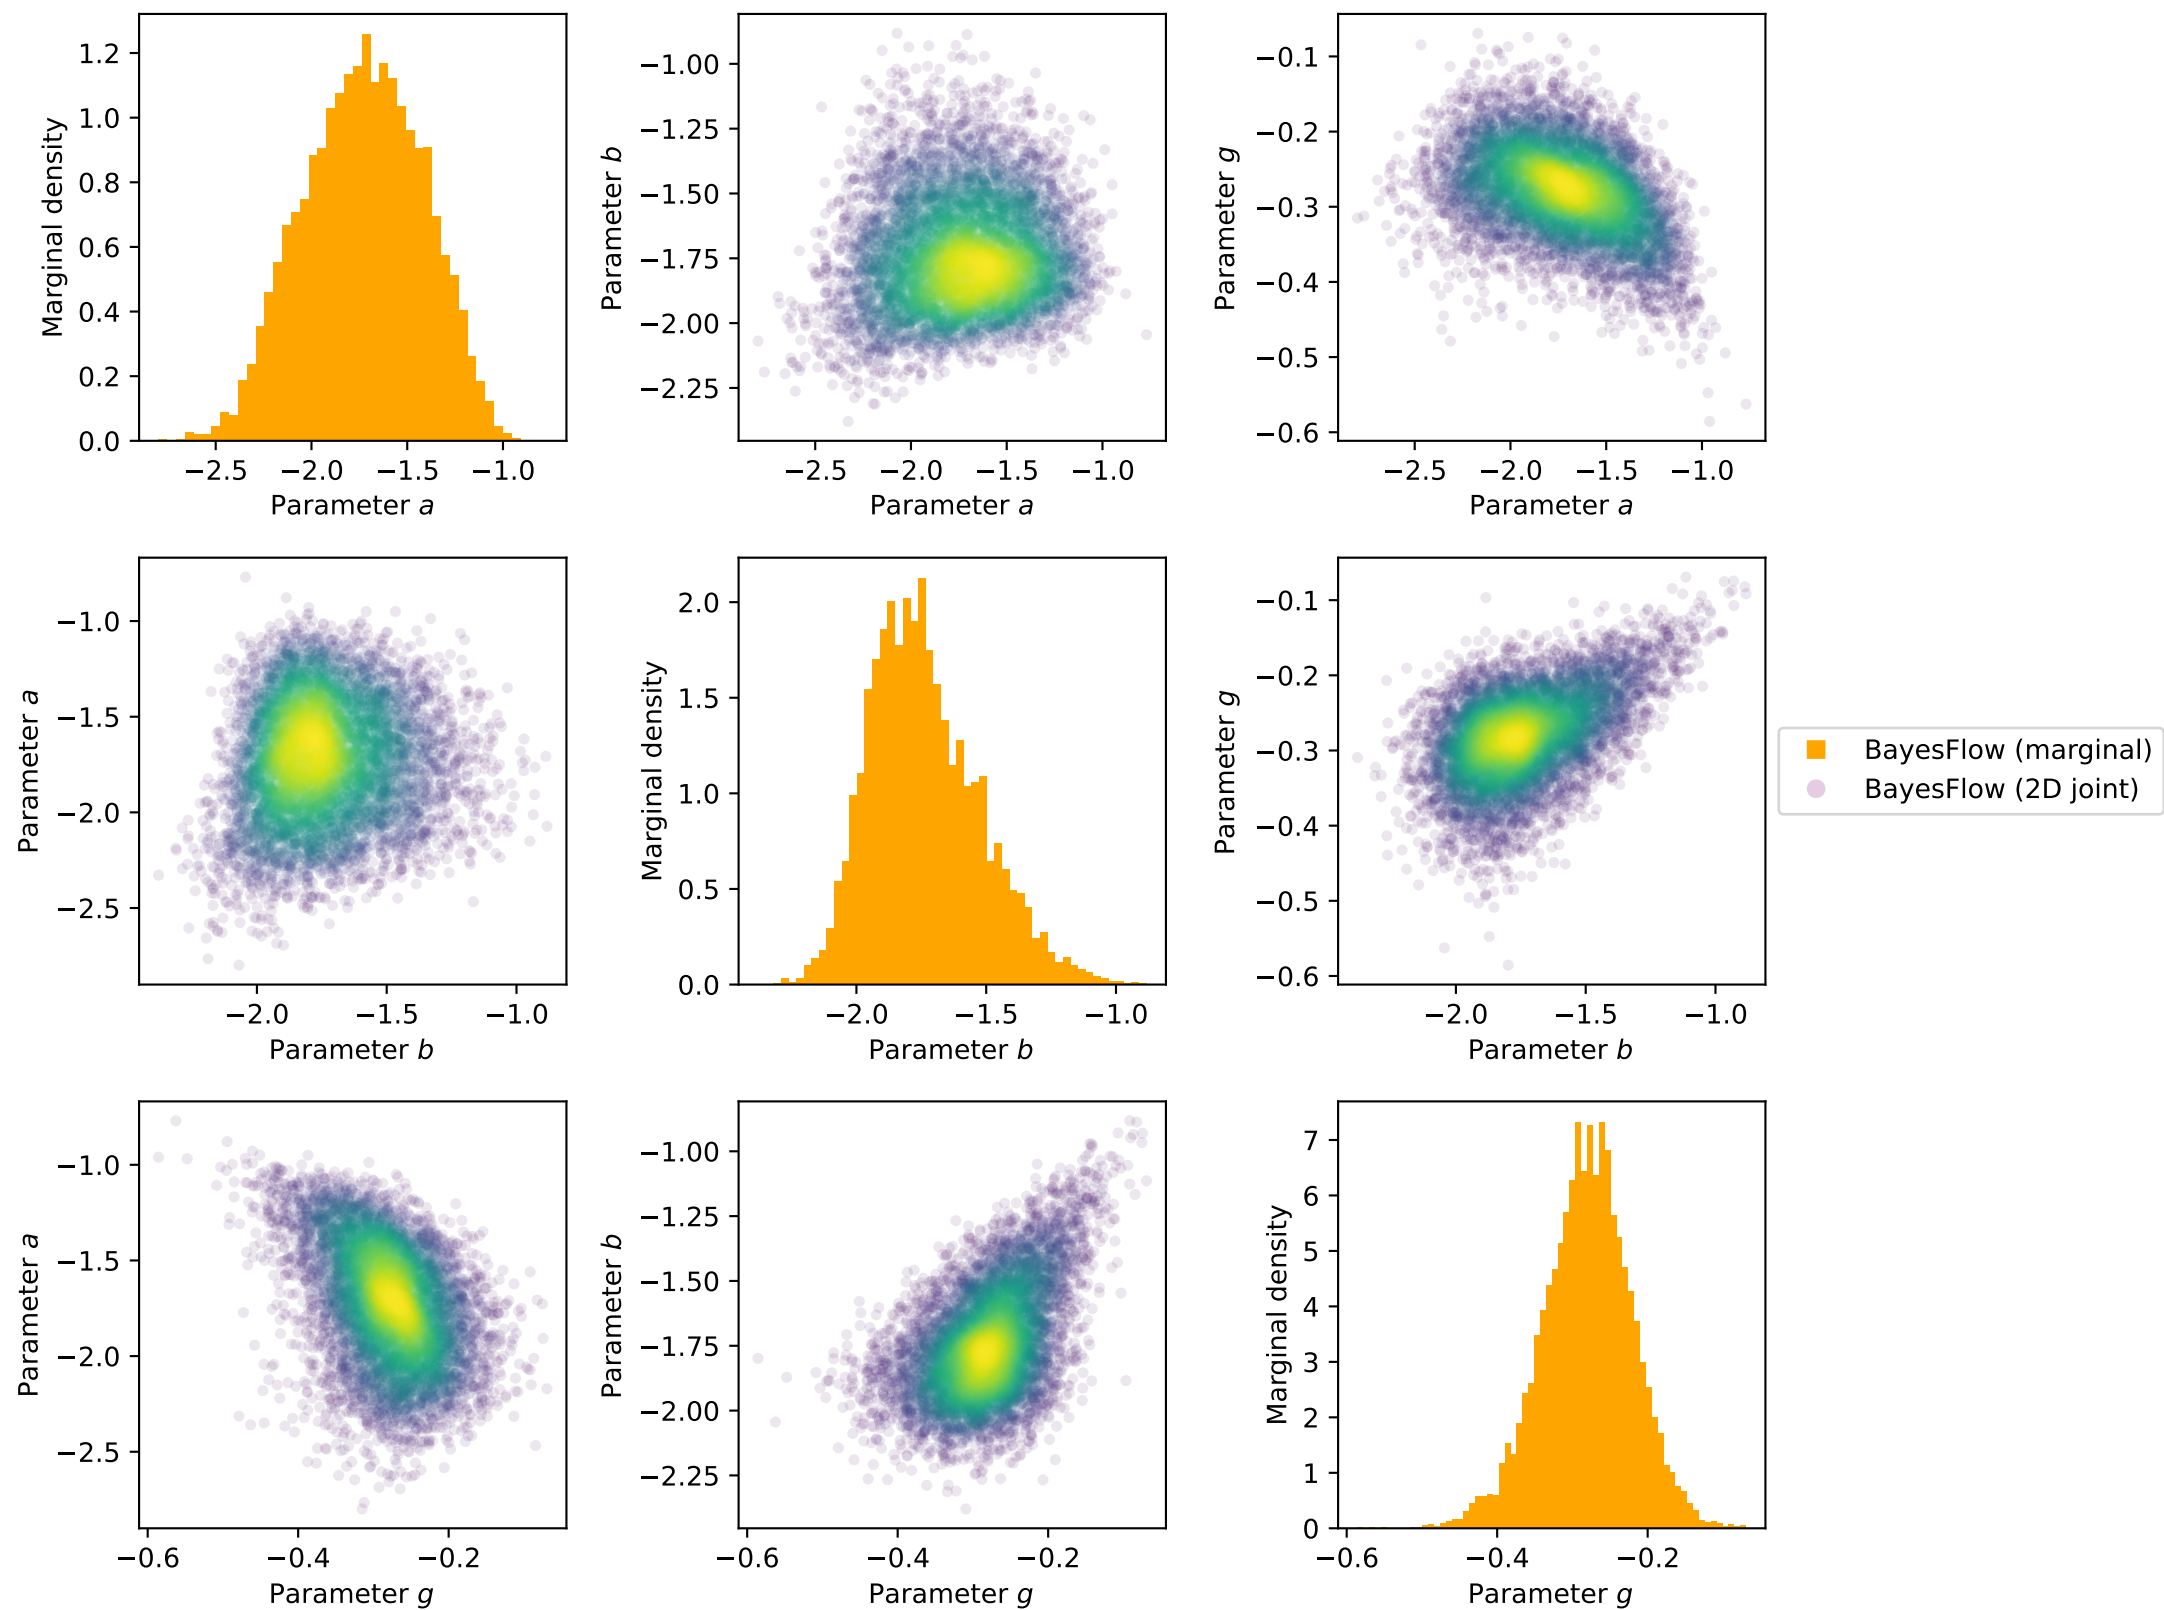 Marginal density
1.2
1.0
0.8
0.6
0.4
0.2
0.0
−2.5 −2.0 −1.5 −1.0
Parameter a
Parameter b
−1.00
−1.25
−1.50
−1.75
−2.00
−2.25
−2.5 −2.0 −1.5 −1.0
Parameter a
Parameter g
−0.1
−0.2
−0.3
−0.4
−0.5
−0.6
−2.5 −2.0 −1.5 −1.0
Parameter a
Parameter a
−1.0
−1.5
−2.0
−2.5
−2.0 −1.5 −1.0
Parameter b
Marginal density
2.0
1.5
1.0
0.5
0.0
−2.0 −1.5 −1.0
Parameter b
Parameter g
−0.1
−0.2
−0.3
−0.4
−0.5
−0.6
−2.0 −1.5 −1.0
Parameter b
BayesFlow (marginal)
BayesFlow (2D joint)
Parameter a
−1.0
−1.5
−2.0
−2.5
−0.6 −0.4 −0.2
Parameter g
Parameter b
−1.00
−1.25
−1.50
−1.75
−2.00
−2.25
−0.6 −0.4 −0.2
Parameter g
Marginal density
7
6
5
4
3
2
1
0
−0.6 −0.4 −0.2
Parameter g